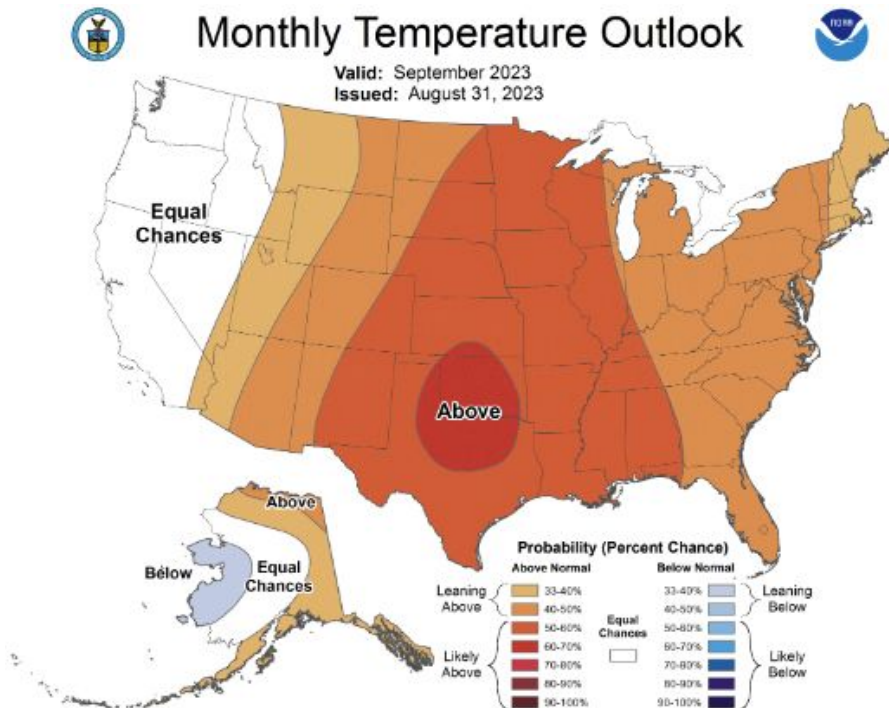 Monthly Temperature Outlook
Valid: September 2023
Issued: August 31, 2023
noaa
Equal
Chances
Above
Above
Below
Equal
Chances
Probability (Percent Chance)
Above Normal
Below Normal
Leaning
Above
33-40%
40-50%
Likely
Above
50-60%
60-70%
70-80%
80-90%
90-100%
Equal
Chances
33-40%
40-50%
Leaning
Below
50-60%
60-70%
70-80%
80-90%
90-100%
Likely
Below